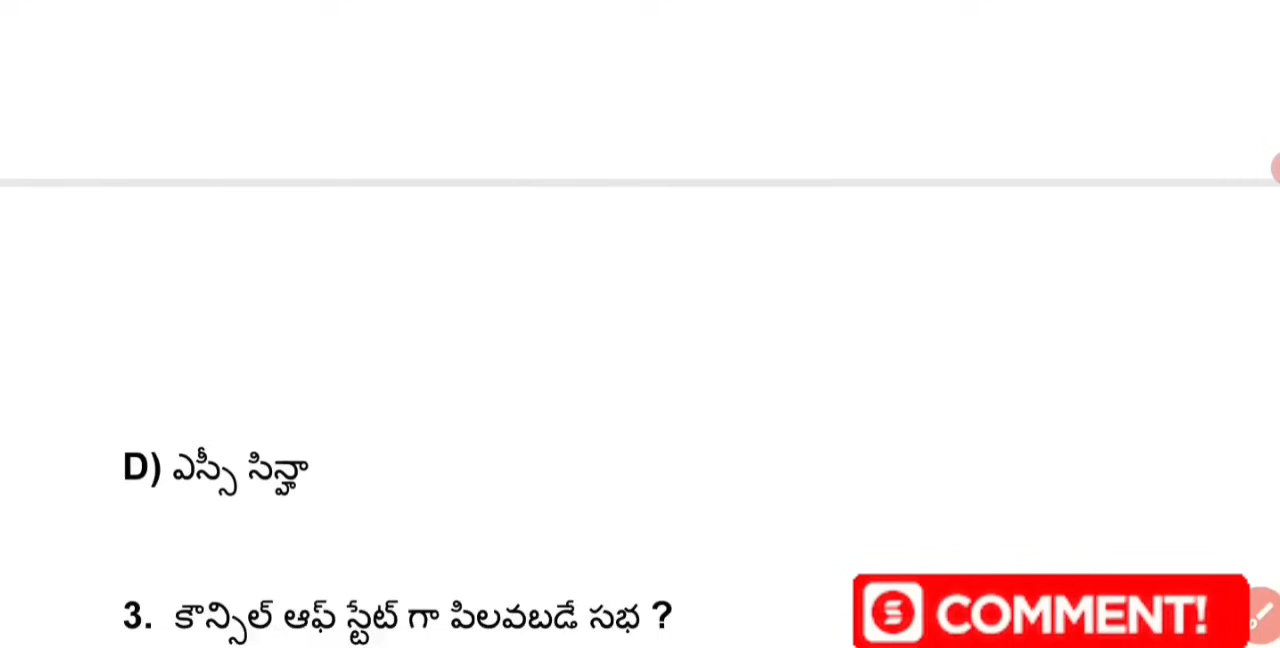 D) ఎస్సీ సిన్హా
3. కౌన్సిల్ ఆఫ్ స్టేట్ గా పిలవబడే సభ ?
COMMENT!